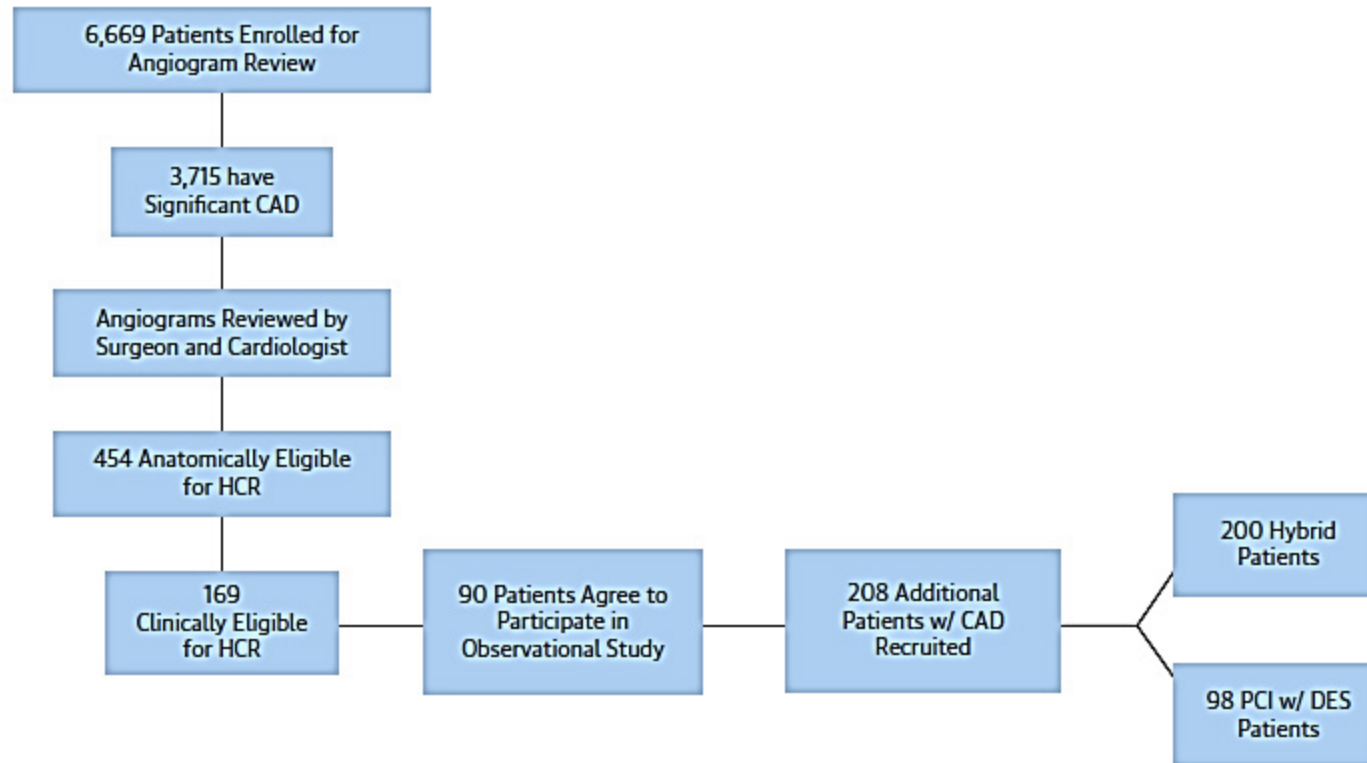 6,669 Patients Enrolled for
Angiogram Review
3,715 have
Significant CAD
Angiograms Reviewed by
Surgeon and Cardiologist
454 Anatomically Eligible
for HCR
169
Clinically Eligible
for HCR
90 Patients Agree to
Participate in
Observational Study
208 Additional
Patients w/ CAD
Recruited
200 Hybrid
Patients
98 PCI w/ DES
Patients